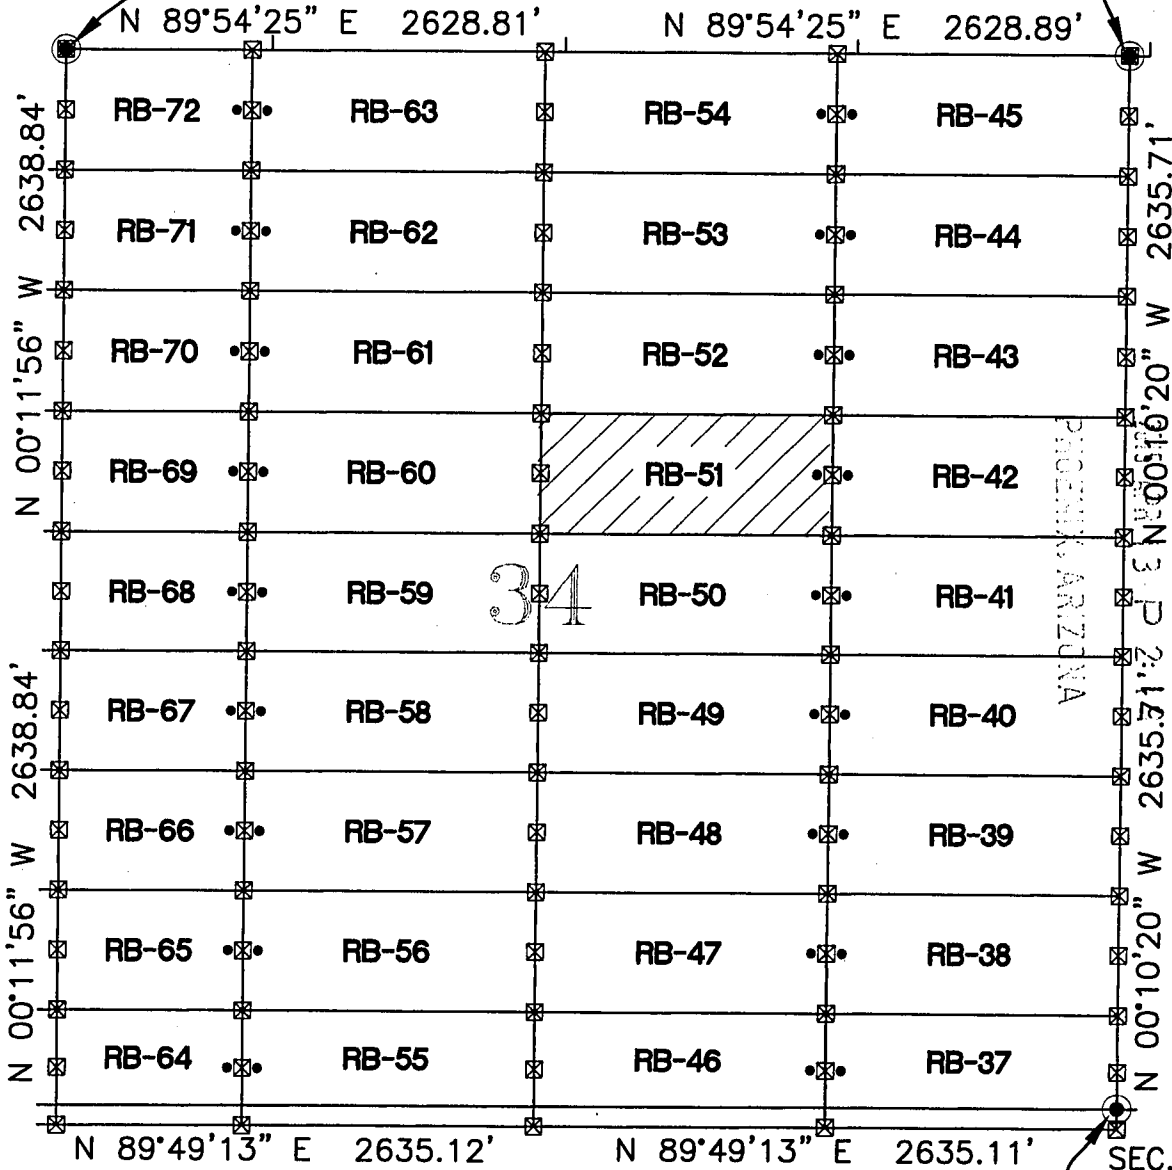 N 89°54'25" E 2628.81' N 89°54'25" E 2628.89'
RB-72 RB-63 RB-54 RB-45
RB-71 RB-62 RB-53 RB-44
RB-70 RB-61 RB-52 RB-43
RB-69 RB-60 RB-51 RB-42
RB-68 RB-59 34 RB-50 RB-41
RB-67 RB-58 RB-49 RB-40
RB-66 RB-57 RB-48 RB-39
RB-65 RB-56 RB-47 RB-38
RB-64 RB-55 RB-46 RB-37
N 00°11'56" W 2638.84'
N 00°11'56" W 2638.84'
N 00°10'20" W 2635.71'
N 00°10'20" W 2635.71'
PHOENIX, ARIZONA
N 89°49'13" E 2635.12' N 89°49'13" E 2635.11' SEC.